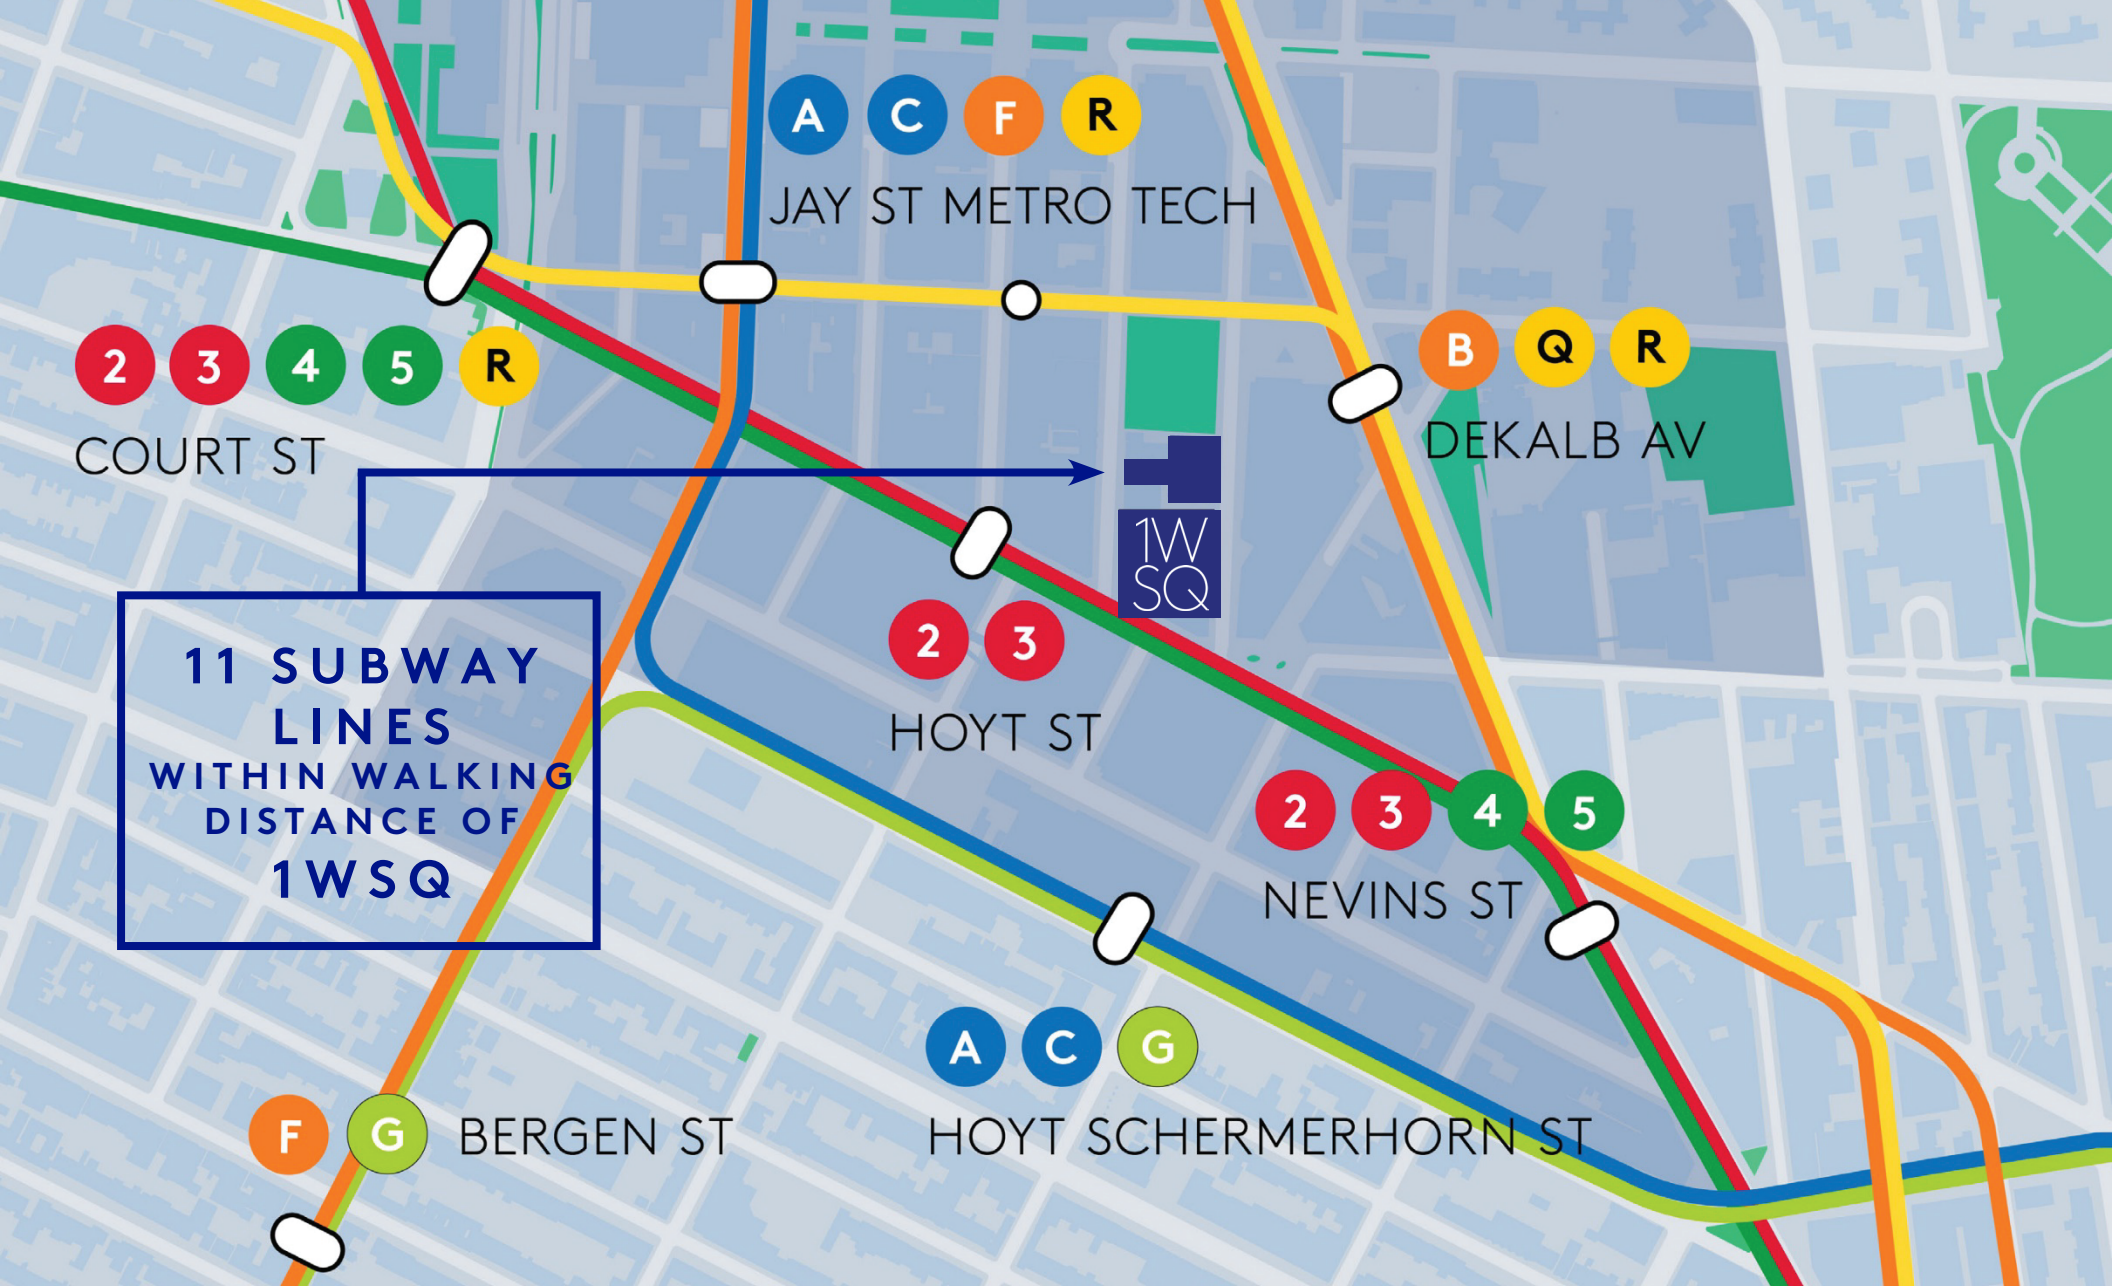 A C F R
JAY ST METRO TECH
2 3 4 5 R
COURT ST
B Q R
DEKALB AV
1W
SQ
11 SUBWAY
LINES
WITHIN WALKING
DISTANCE OF
1WSQ
2 3
HOYT ST
2 3 4 5
NEVINS ST
A C G
HOYT SCHERMERHORN ST
F G BERGEN ST